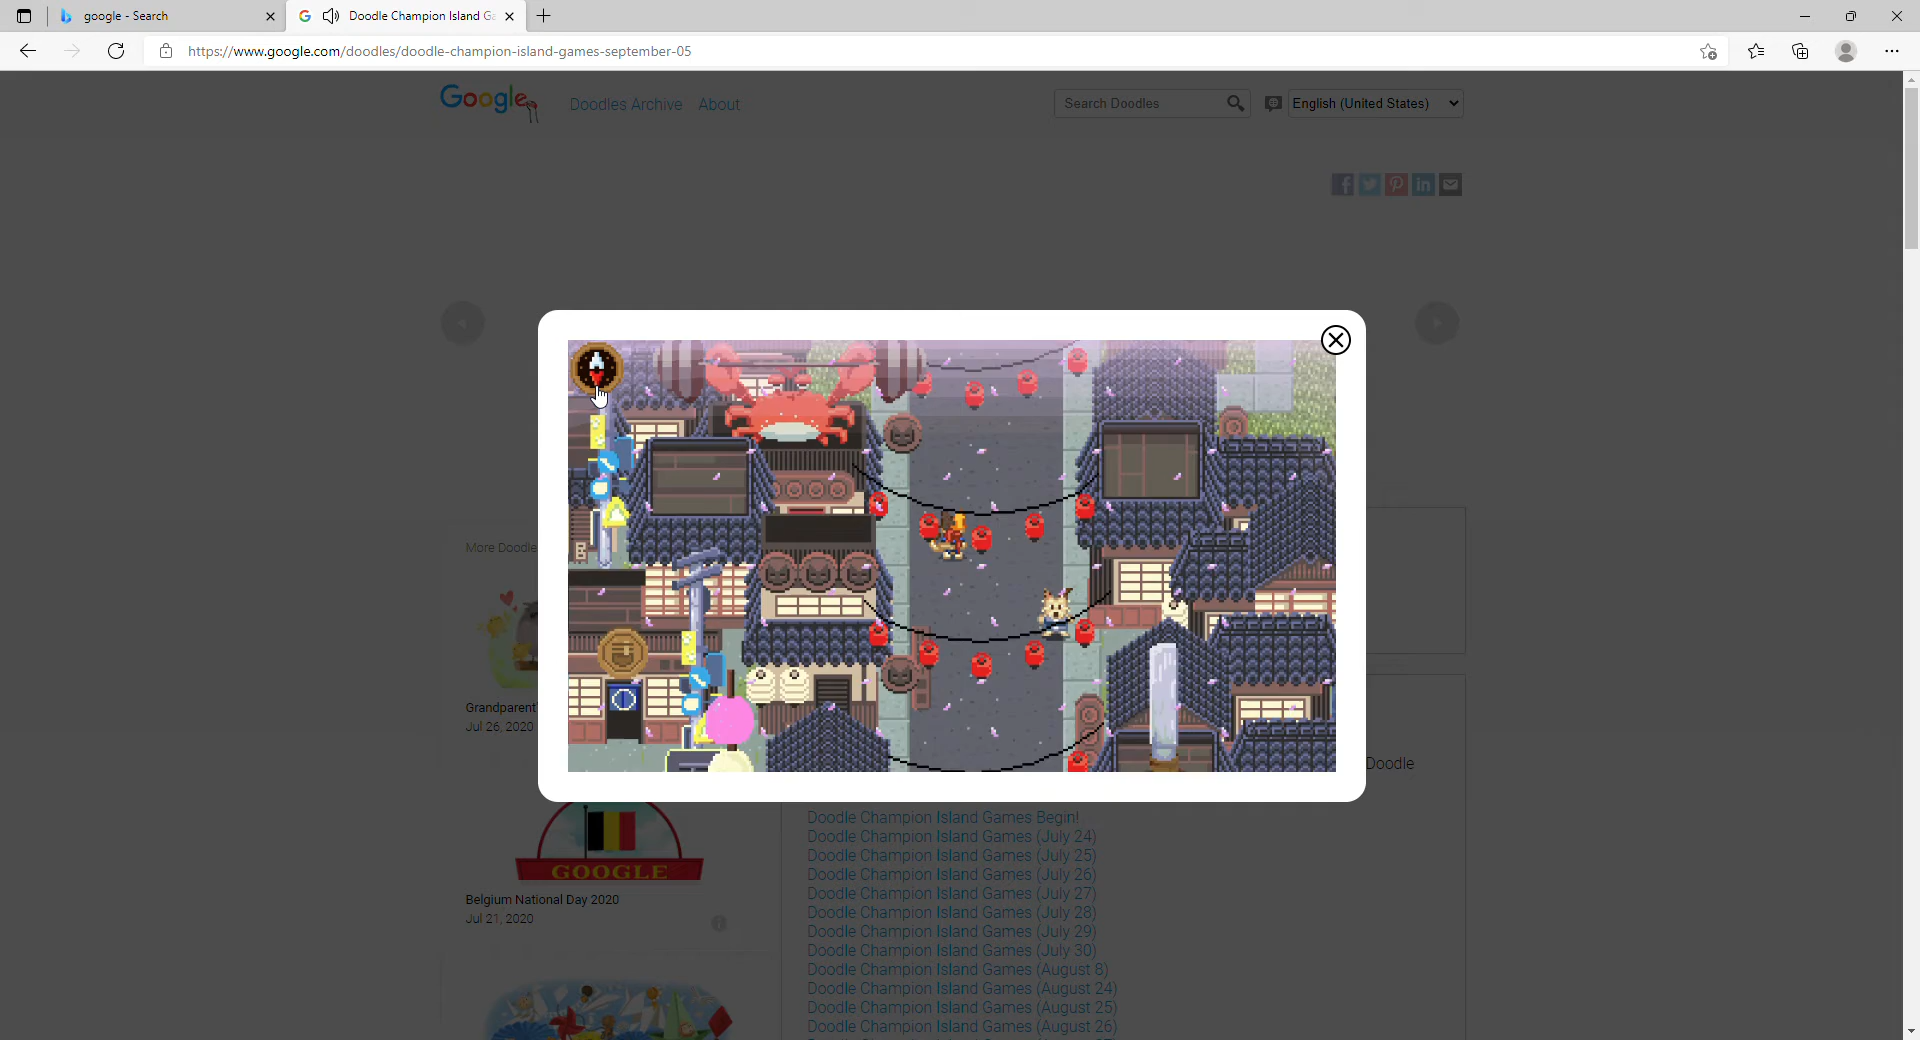 google - Search
Doodle Champion Island Ga
https://www.google.com/doodles/doodle-champion-island-games-september-05
Google
Doodles Archive
About
Search Doodles
English (United States)
More Doodle
Grandparent'
Jul 26, 2020
Doodle
GOOGLE
Belgium National Day 2020
Jul 21, 2020
Doodle Champion Island Games Begin!
Doodle Champion Island Games (July 24)
Doodle Champion Island Games (July 25)
Doodle Champion Island Games (July 26)
Doodle Champion Island Games (July 27)
Doodle Champion Island Games (July 28)
Doodle Champion Island Games (July 29)
Doodle Champion Island Games (July 30)
Doodle Champion Island Games (August 8)
Doodle Champion Island Games (August 24)
Doodle Champion Island Games (August 25)
Doodle Champion Island Games (August 26)